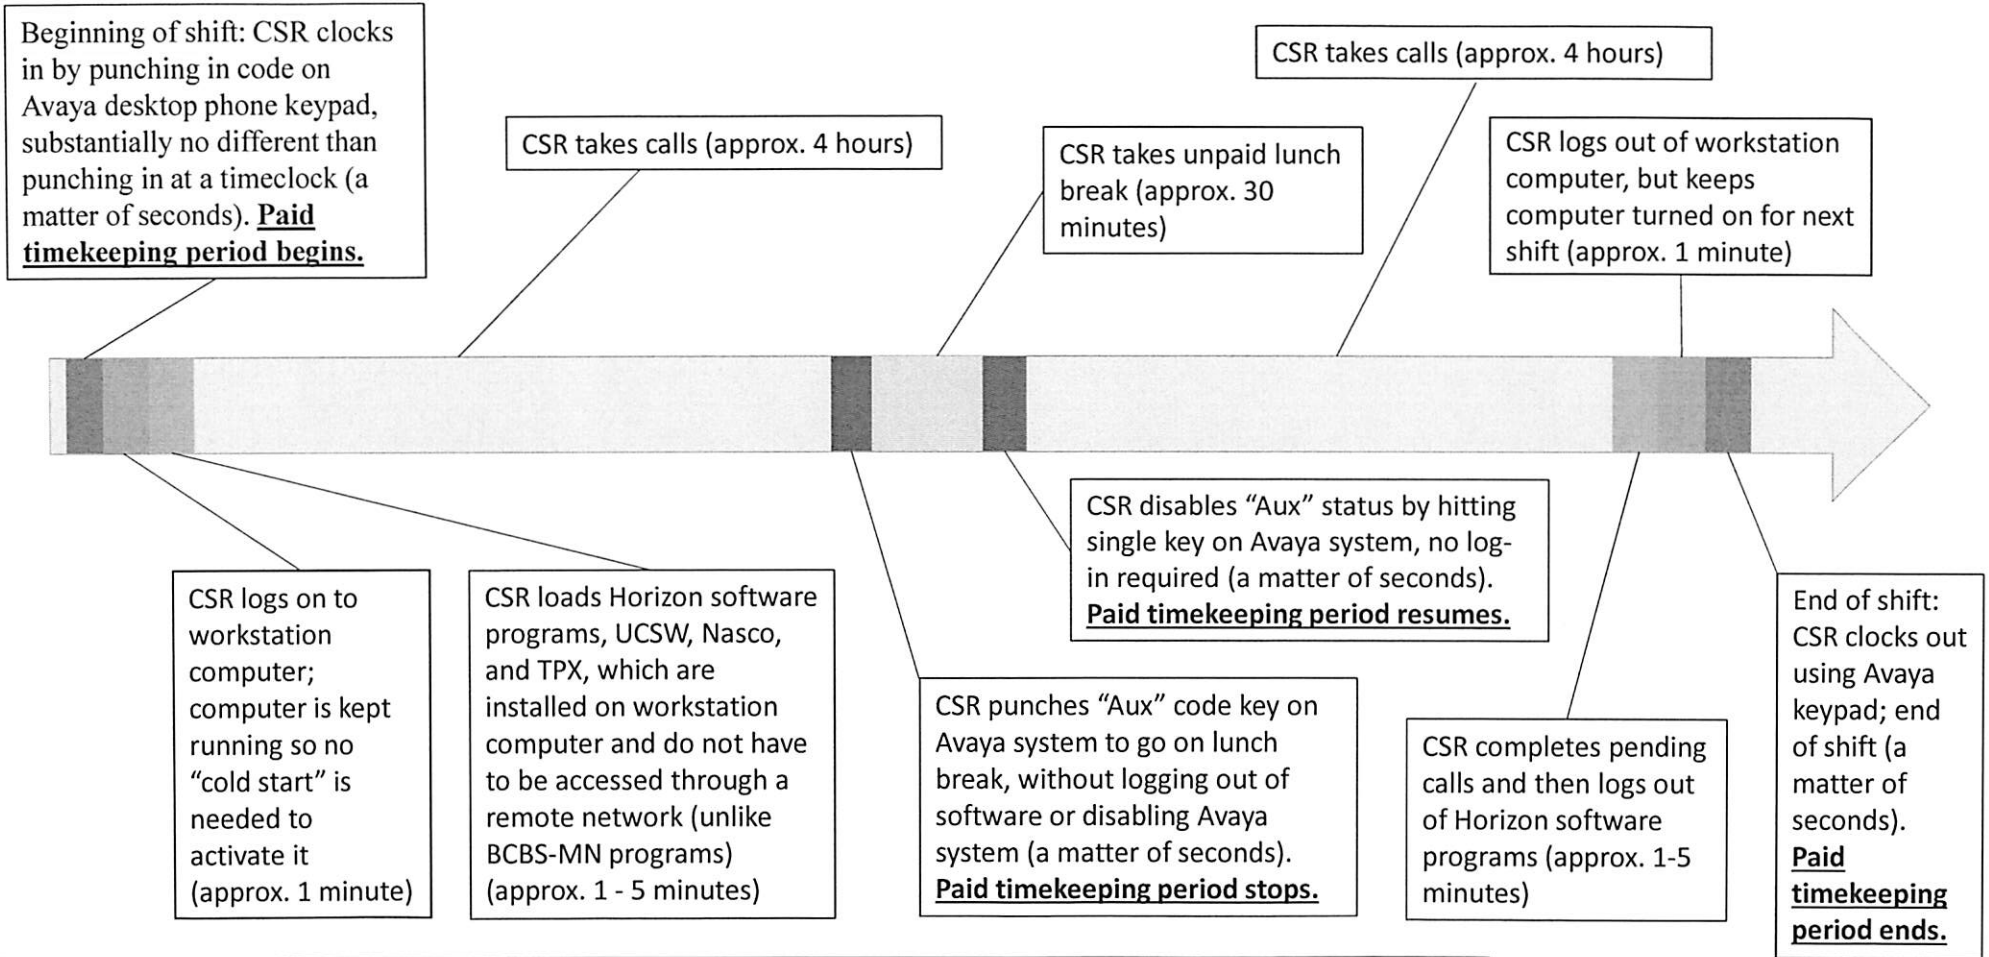 Beginning of shift: CSR clocks
in by punching in code on
Avaya desktop phone keypad,
substantially no different than
punching in at a timeclock (a
matter of seconds). Paid
timekeeping period begins.
CSR takes calls (approx. 4 hours)
CSR takes unpaid lunch
break (approx. 30
minutes)
CSR takes calls (approx. 4 hours)
CSR logs out of workstation
computer, but keeps
computer turned on for next
shift (approx. 1 minute)
CSR logs on to
workstation
computer;
computer is kept
running so no
“cold start” is
needed to
activate it
(approx. 1 minute)
CSR loads Horizon software
programs, UCSW, Nasco,
and TPX, which are
installed on workstation
computer and do not have
to be accessed through a
remote network (unlike
BCBS-MN programs)
(approx. 1 - 5 minutes)
CSR punches “Aux” code key on
Avaya system to go on lunch
break, without logging out of
software or disabling Avaya
system (a matter of seconds).
Paid timekeeping period stops.
CSR disables “Aux” status by hitting
single key on Avaya system, no log-
in required (a matter of seconds).
Paid timekeeping period resumes.
CSR completes pending
calls and then logs out
of Horizon software
programs (approx. 1-5
minutes)
End of shift:
CSR clocks out
using Avaya
keypad; end
of shift (a
matter of
seconds).
Paid
timekeeping
period ends.